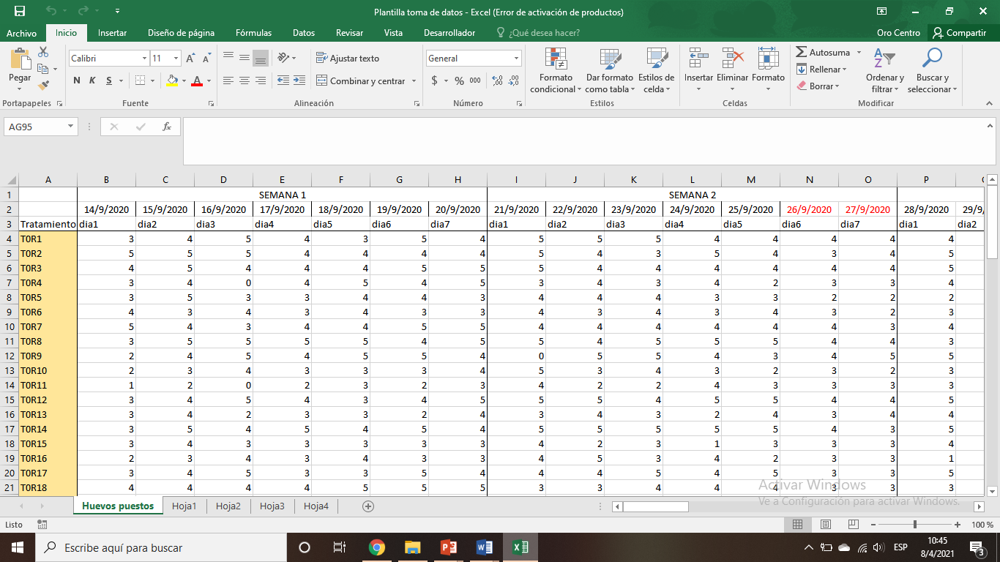 Plantilla toma de datos - Excel (Error de activación de productos)
Archivo Inicio Insertar Diseño de página Fórmulas Datos Revisar Vista Desarrollador ¿Qué desea hacer? Oro Centro Compartir
Calibri 11 Ajustar texto General Autosuma
Pegar N K S Combinar y centrar $ % 000 Formato condicional Dar formato como tabla Estilos de celda Insertar Eliminar Formato Rellenar Borrar Ordenar y filtrar Buscar y seleccionar
Portapapeles Fuente Alineación Número Estilos Celdas Modificar
AG95 fx
A B C D E F G H I J K L M N O P
1 SEMANA 1 SEMANA 2
2 14/9/2020 15/9/2020 16/9/2020 17/9/2020 18/9/2020 19/9/2020 20/9/2020 21/9/2020 22/9/2020 23/9/2020 24/9/2020 25/9/2020 26/9/2020 27/9/2020 28/9/2020 29/9/
3 Tratamiento dia1 dia2 dia3 dia4 dia5 dia6 dia7 dia1 dia2 dia3 dia4 dia5 dia6 dia7 dia1 dia2
4 T0R1 3 4 5 4 3 5 4 5 5 5 4 4 4 4 4
5 T0R2 5 5 5 4 4 4 4 5 4 3 5 4 3 4 5
6 T0R3 4 5 4 4 4 5 5 5 4 4 4 4 4 4 5
7 T0R4 3 4 0 4 5 4 5 3 4 3 4 2 3 3 4
8 T0R5 3 5 3 3 4 4 3 4 4 4 3 3 2 2 2
9 T0R6 4 3 4 3 4 3 3 4 3 4 3 4 3 2 3
10 T0R7 5 4 3 4 4 5 5 4 4 4 4 4 4 3 4
11 T0R8 3 5 5 5 5 4 5 5 4 5 5 5 4 4 3
12 T0R9 2 4 5 4 5 5 4 0 5 5 4 3 4 5 5
13 T0R10 2 3 4 3 3 3 4 5 3 4 3 2 3 2 3
14 T0R11 1 2 0 2 3 2 3 4 2 2 4 3 3 3 3
15 T0R12 3 4 5 4 3 4 5 5 5 4 5 5 4 4 5
16 T0R13 3 4 2 3 3 2 4 3 4 3 2 4 3 4 4
17 T0R14 3 5 4 5 4 5 4 5 5 5 5 5 4 3 5
18 T0R15 3 4 3 3 3 3 3 4 2 3 1 3 3 3 4
19 T0R16 2 3 4 3 4 3 3 4 5 3 4 2 3 3 1
20 T0R17 3 4 5 3 3 5 4 4 4 5 4 5 3 3 5
21 T0R18 4 4 4 4 5 5 5 3 3 4 4 4 3 3 3
Activar Windows
Ve a Configuración para activar Windows.
Huevos puestos Hoja1 Hoja2 Hoja3 Hoja4
Listo 100 %
Escribe aquí para buscar ESP 10:45
8/4/2021 3